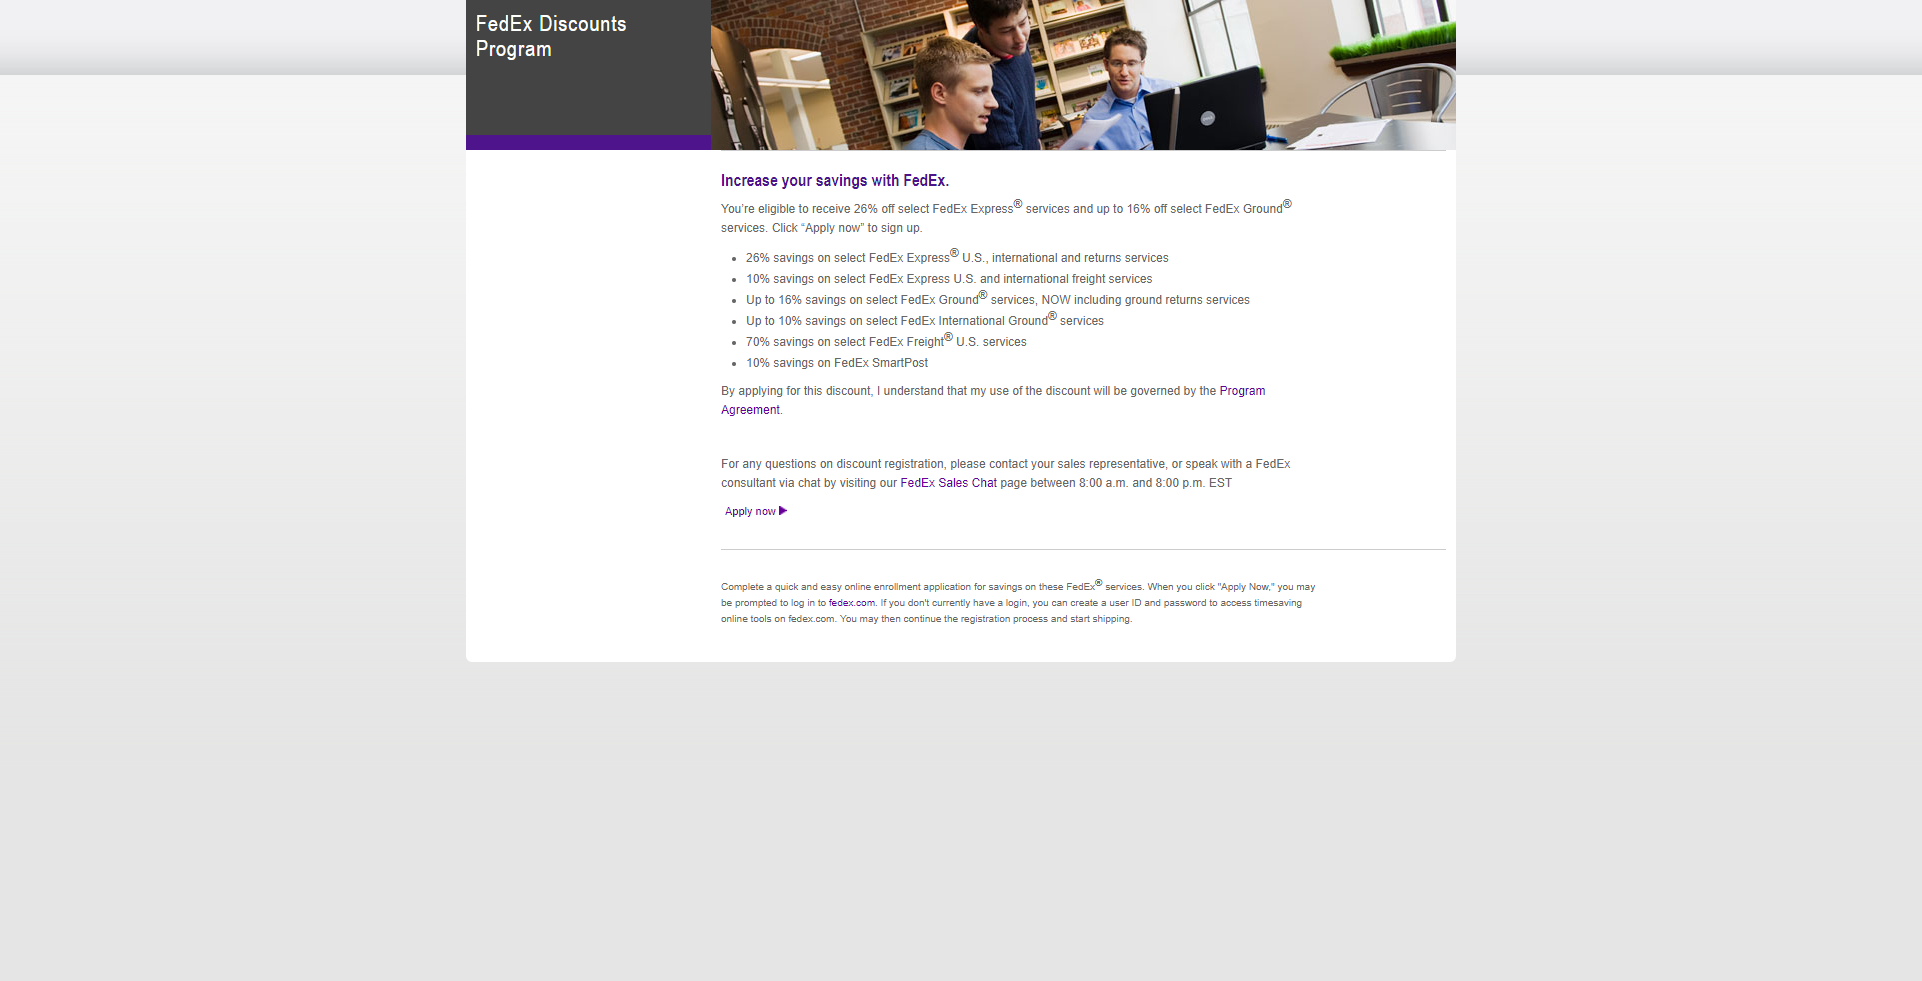 FedEx Discounts
Program
Increase your savings with FedEx.
You’re eligible to receive 26% off select FedEx Express® services and up to 16% off select FedEx Ground®
services. Click “Apply now” to sign up.
• 26% savings on select FedEx Express® U.S., international and returns services
• 10% savings on select FedEx Express U.S. and international freight services
• Up to 16% savings on select FedEx Ground® services, NOW including ground returns services
• Up to 10% savings on select FedEx International Ground® services
• 70% savings on select FedEx Freight® U.S. services
• 10% savings on FedEx SmartPost
By applying for this discount, I understand that my use of the discount will be governed by the Program
Agreement.
For any questions on discount registration, please contact your sales representative, or speak with a FedEx
consultant via chat by visiting our FedEx Sales Chat page between 8:00 a.m. and 8:00 p.m. EST
Apply now
Complete a quick and easy online enrollment application for savings on these FedEx® services. When you click "Apply Now," you may
be prompted to log in to fedex.com. If you don't currently have a login, you can create a user ID and password to access timesaving
online tools on fedex.com. You may then continue the registration process and start shipping.